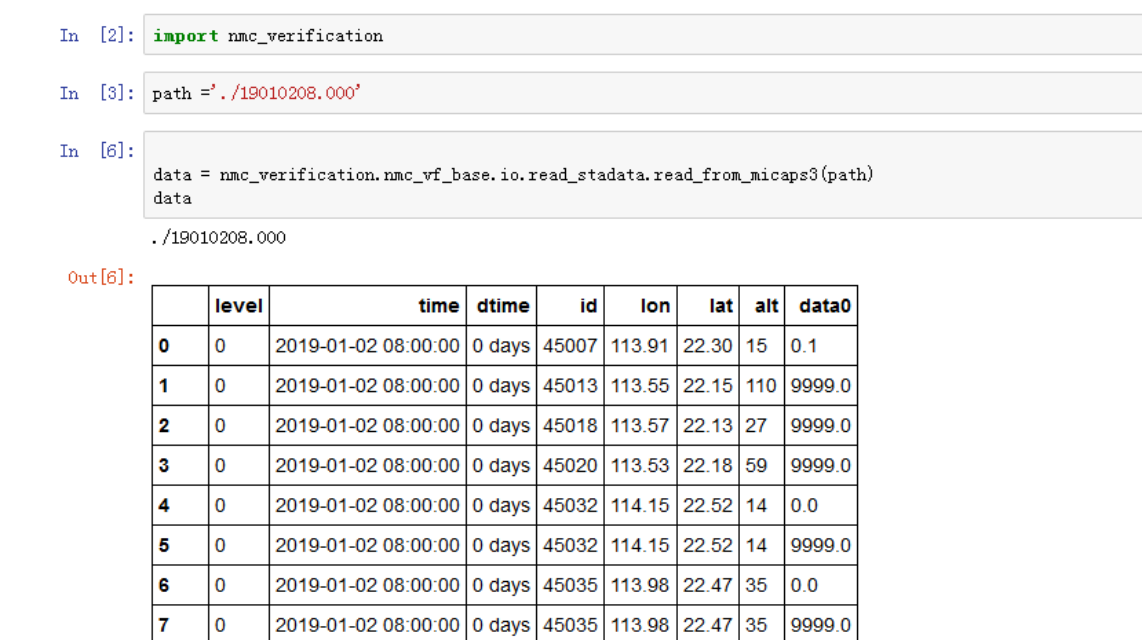 In [2]: import nmc_verification
In [3]: path ='./19010208.000'
In [6]:
data = nmc_verification.nmc_vf_base.io.read_stadata.read_from_micaps3(path)
data
./19010208.000
Out[6]:
level time dtime id lon lat alt data0
0 0 2019-01-02 08:00:00 0 days 45007 113.91 22.30 15 0.1
1 0 2019-01-02 08:00:00 0 days 45013 113.55 22.15 110 9999.0
2 0 2019-01-02 08:00:00 0 days 45018 113.57 22.13 27 9999.0
3 0 2019-01-02 08:00:00 0 days 45020 113.53 22.18 59 9999.0
4 0 2019-01-02 08:00:00 0 days 45032 114.15 22.52 14 0.0
5 0 2019-01-02 08:00:00 0 days 45032 114.15 22.52 14 9999.0
6 0 2019-01-02 08:00:00 0 days 45035 113.98 22.47 35 0.0
7 0 2019-01-02 08:00:00 0 days 45035 113.98 22.47 35 9999.0